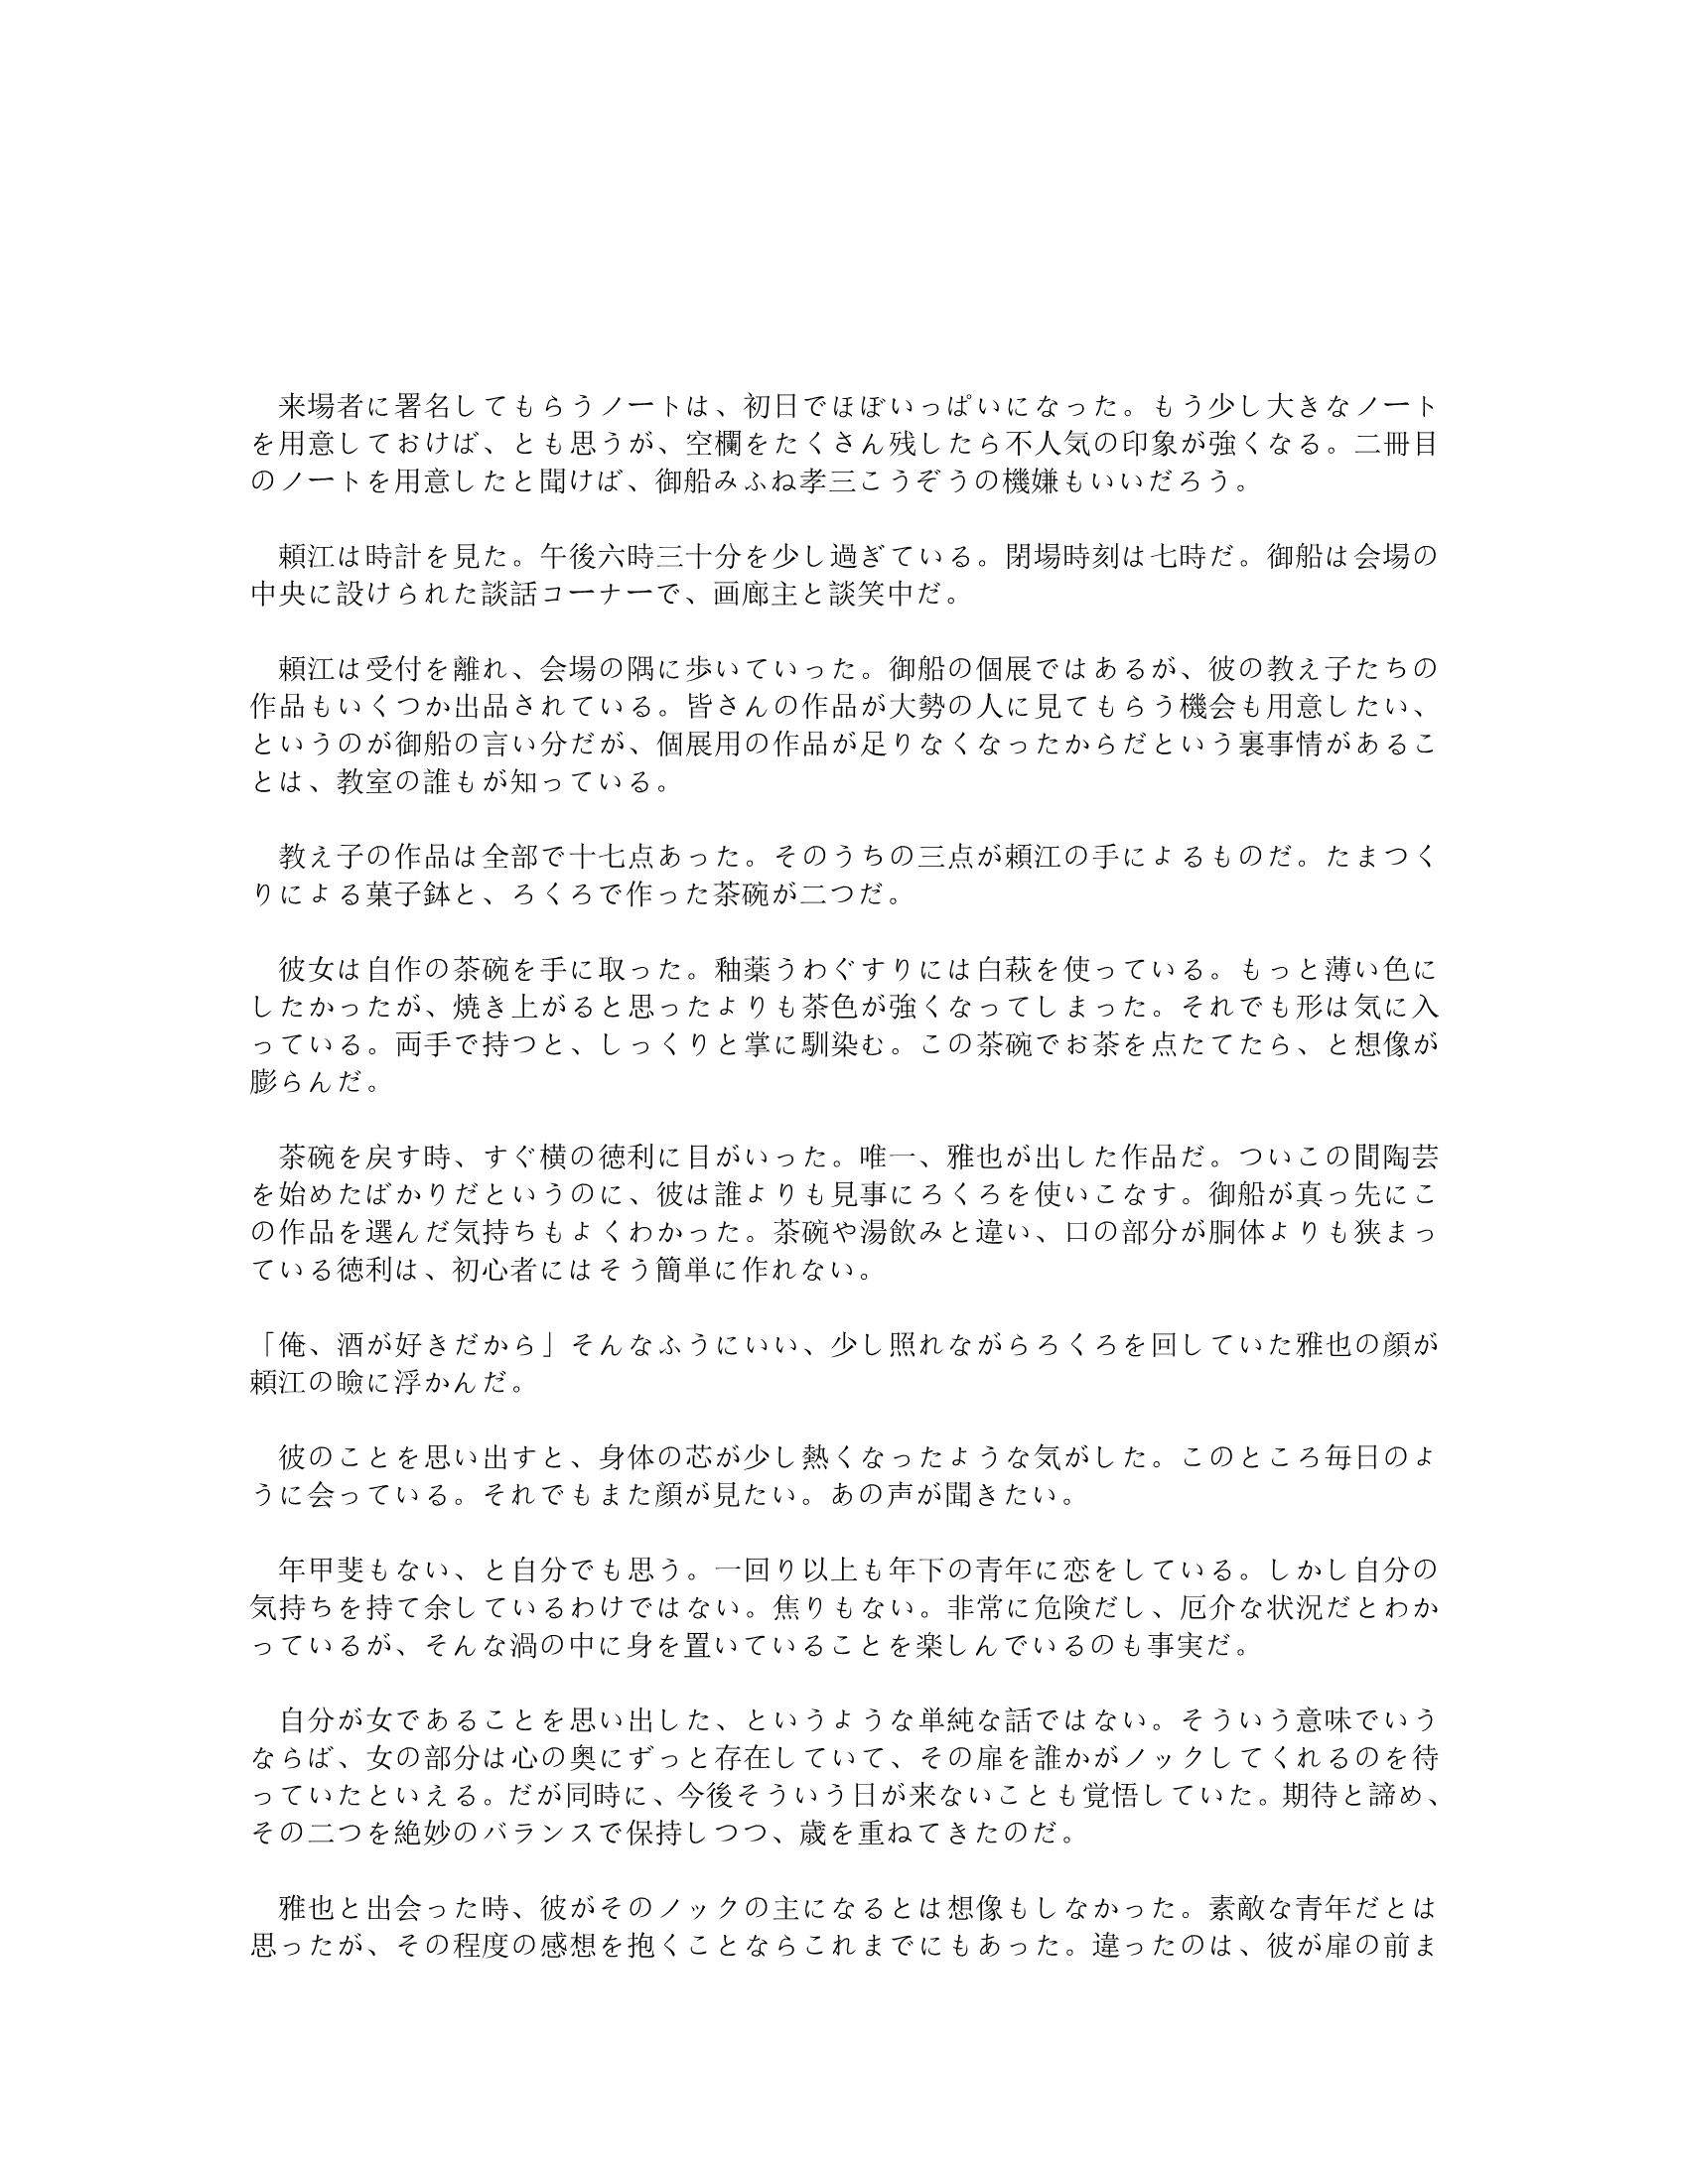 来場者に署名してもらうノートは、初日でほぼいっぱいになった。もう少し大きなノート
を用意しておけば、とも思うが、空欄をたくさん残したら不人気の印象が強くなる。二冊目
のノートを用意したと聞けば、御船みふね孝三こうぞうの機嫌もいいだろう。
　頼江は時計を見た。午後六時三十分を少し過ぎている。閉場時刻は七時だ。御船は会場の
中央に設けられた談話コーナーで、画廊主と談笑中だ。
　頼江は受付を離れ、会場の隅に歩いていった。御船の個展ではあるが、彼の教え子たちの
作品もいくつか出品されている。皆さんの作品が大勢の人に見てもらう機会も用意したい、
というのが御船の言い分だが、個展用の作品が足りなくなったからだという裏事情があるこ
とは、教室の誰もが知っている。
　教え子の作品は全部で十七点あった。そのうちの三点が頼江の手によるものだ。たまつく
りによる菓子鉢と、ろくろで作った茶碗が二つだ。
　彼女は自作の茶碗を手に取った。釉薬うわぐすりには白萩を使っている。もっと薄い色に
したかったが、焼き上がると思ったよりも茶色が強くなってしまった。それでも形は気に入
っている。両手で持つと、しっくりと掌に馴染む。この茶碗でお茶を点たてたら、と想像が
膨らんだ。
　茶碗を戻す時、すぐ横の徳利に目がいった。唯一、雅也が出した作品だ。ついこの間陶芸
を始めたばかりだというのに、彼は誰よりも見事にろくろを使いこなす。御船が真っ先にこ
の作品を選んだ気持ちもよくわかった。茶碗や湯飲みと違い、口の部分が胴体よりも狭まっ
ている徳利は、初心者にはそう簡単に作れない。
「俺、酒が好きだから」そんなふうにいい、少し照れながらろくろを回していた雅也の顔が
頼江の瞼に浮かんだ。
　彼のことを思い出すと、身体の芯が少し熱くなったような気がした。このところ毎日のよ
うに会っている。それでもまた顔が見たい。あの声が聞きたい。
　年甲斐もない、と自分でも思う。一回り以上も年下の青年に恋をしている。しかし自分の
気持ちを持て余しているわけではない。焦りもない。非常に危険だし、厄介な状況だとわか
っているが、そんな渦の中に身を置いていることを楽しんでいるのも事実だ。
　自分が女であることを思い出した、というような単純な話ではない。そういう意味でいう
ならば、女の部分は心の奥にずっと存在していて、その扉を誰かがノックしてくれるのを待
っていたといえる。だが同時に、今後そういう日が来ないことも覚悟していた。期待と諦め、
その二つを絶妙のバランスで保持しつつ、歳を重ねてきたのだ。
　雅也と出会った時、彼がそのノックの主になるとは想像もしなかった。素敵な青年だとは
思ったが、その程度の感想を抱くことならこれまでにもあった。違ったのは、彼が扉の前ま